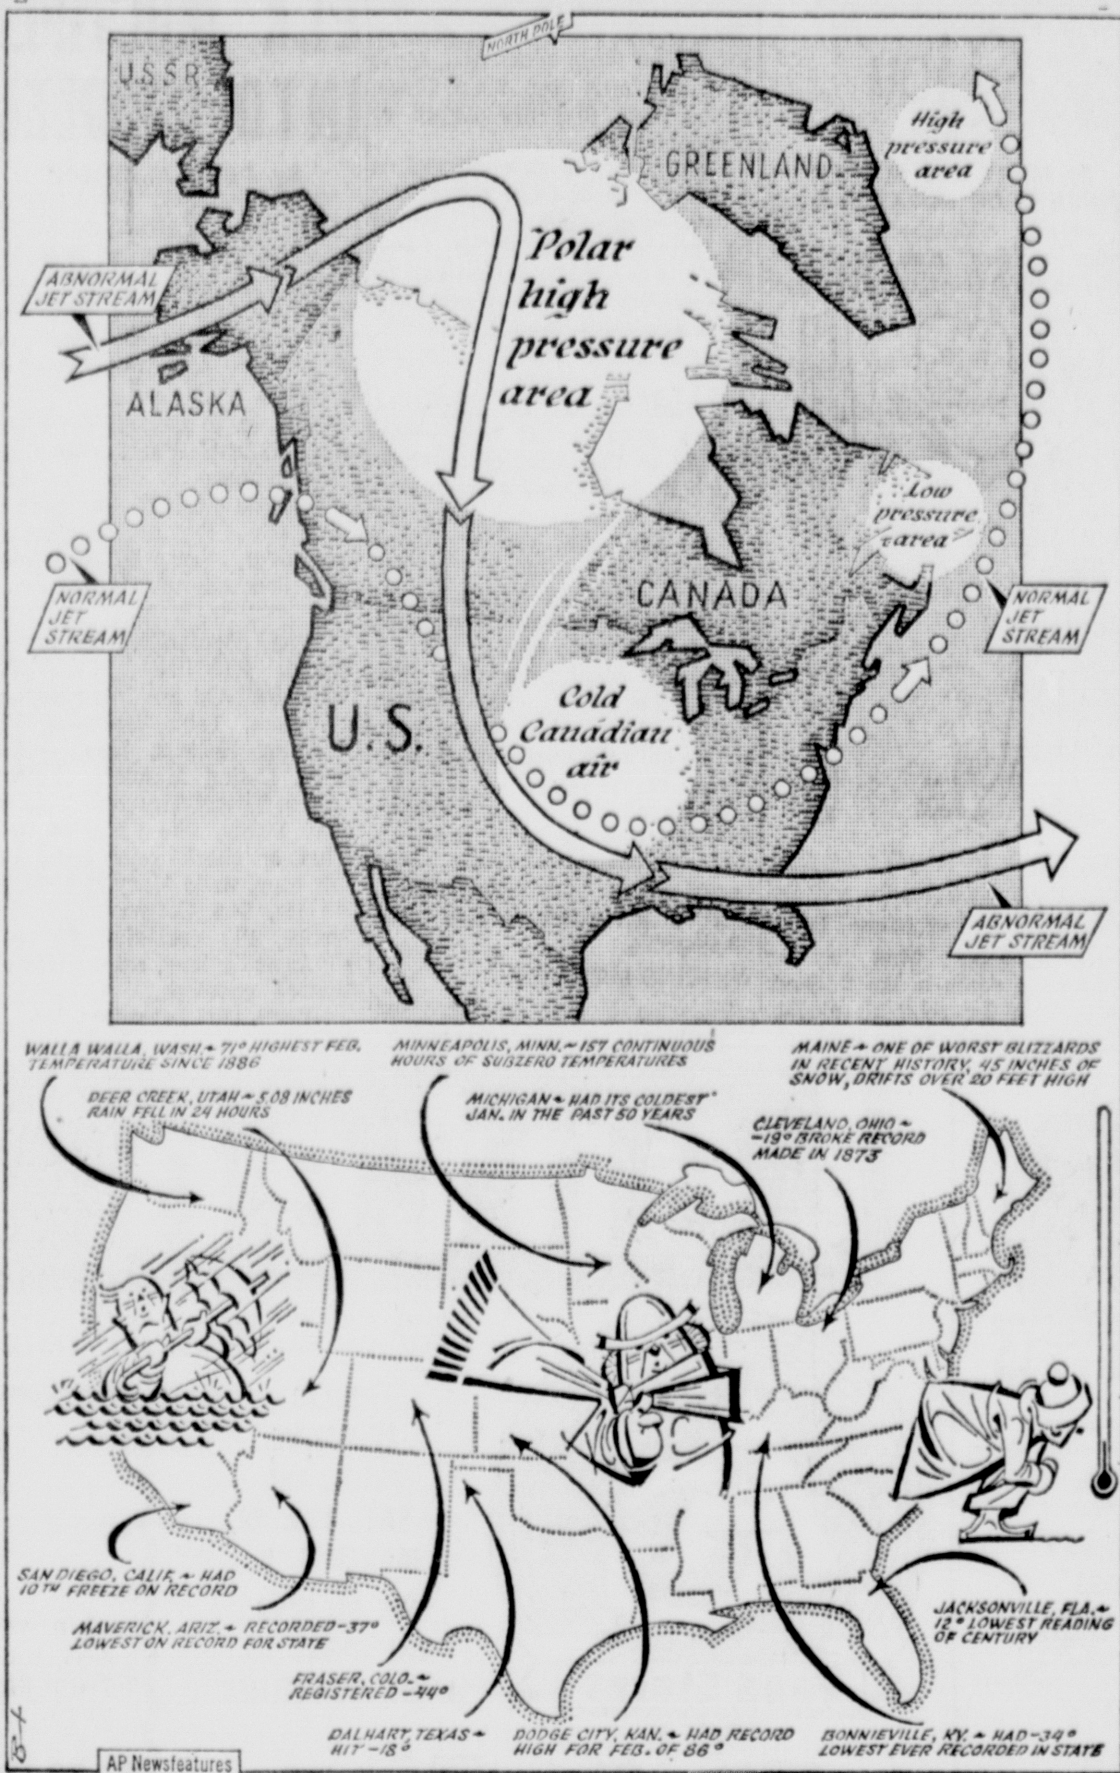 NORTH POLE
U.S.S.R.
High
pressure
area
GREENLAND
Polar
high
pressure
area
ABNORMAL
JET STREAM
ALASKA
Low
pressure
area
NORMAL
JET
STREAM
CANADA
NORMAL
JET
STREAM
U.S.
Cold
Canadian
air
ABNORMAL
JET STREAM
WALLA WALLA, WASH. ~ 71° HIGHEST FEB.
TEMPERATURE SINCE 1886
MINNEAPOLIS, MINN. ~ 157 CONTINUOUS
HOURS OF SUBZERO TEMPERATURES
MAINE ~ ONE OF WORST BLIZZARDS
IN RECENT HISTORY, 45 INCHES OF
SNOW, DRIFTS OVER 20 FEET HIGH
DEER CREEK, UTAH ~ 5.08 INCHES
RAIN FELL IN 24 HOURS
MICHIGAN ~ HAD ITS COLDEST
JAN. IN THE PAST 50 YEARS
CLEVELAND, OHIO ~
-19° BROKE RECORD
MADE IN 1873
SAN DIEGO, CALIF. ~ HAD
10TH FREEZE ON RECORD
MAVERICK, ARIZ. ~ RECORDED -37°
LOWEST ON RECORD FOR STATE
JACKSONVILLE, FLA. ~
12° LOWEST READING
OF CENTURY
FRASER, COLO. ~
REGISTERED -44°
DALHART, TEXAS ~
HIT -18°
DODGE CITY, KAN. ~ HAD RECORD
HIGH FOR FEB. OF 86°
BONNIEVILLE, KY. ~ HAD -34°
LOWEST EVER RECORDED IN STATE
AP Newsfeatures